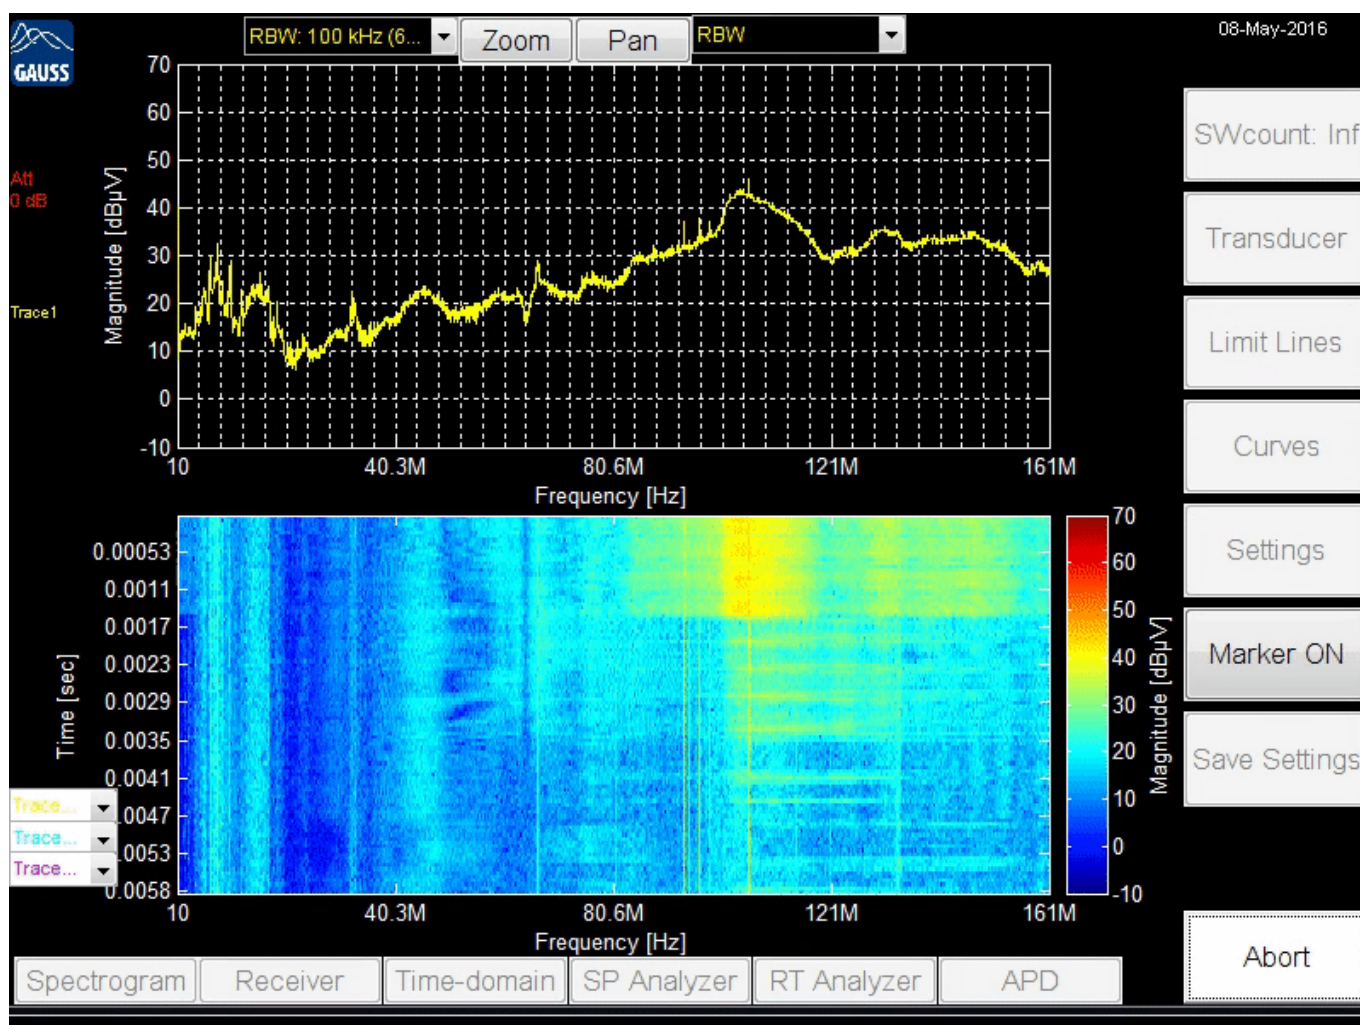 GAUSS
RBW: 100 kHz (6...
Zoom
Pan
RBW
08-May-2016
Att
0 dB
Trace1
Magnitude [dBµV]
70
60
50
40
30
20
10
0
-10
10
40.3M
80.6M
121M
161M
Frequency [Hz]
SWcount: Inf
Transducer
Limit Lines
Curves
Settings
Marker ON
Save Settings
Abort
Time [sec]
0.00053
0.0011
0.0017
0.0023
0.0029
0.0035
0.0041
.0047
.0053
0.0058
Trace...
Trace...
Trace...
10
40.3M
80.6M
121M
161M
Frequency [Hz]
70
60
50
40
30
20
10
0
-10
Magnitude [dBµV]
Spectrogram
Receiver
Time-domain
SP Analyzer
RT Analyzer
APD